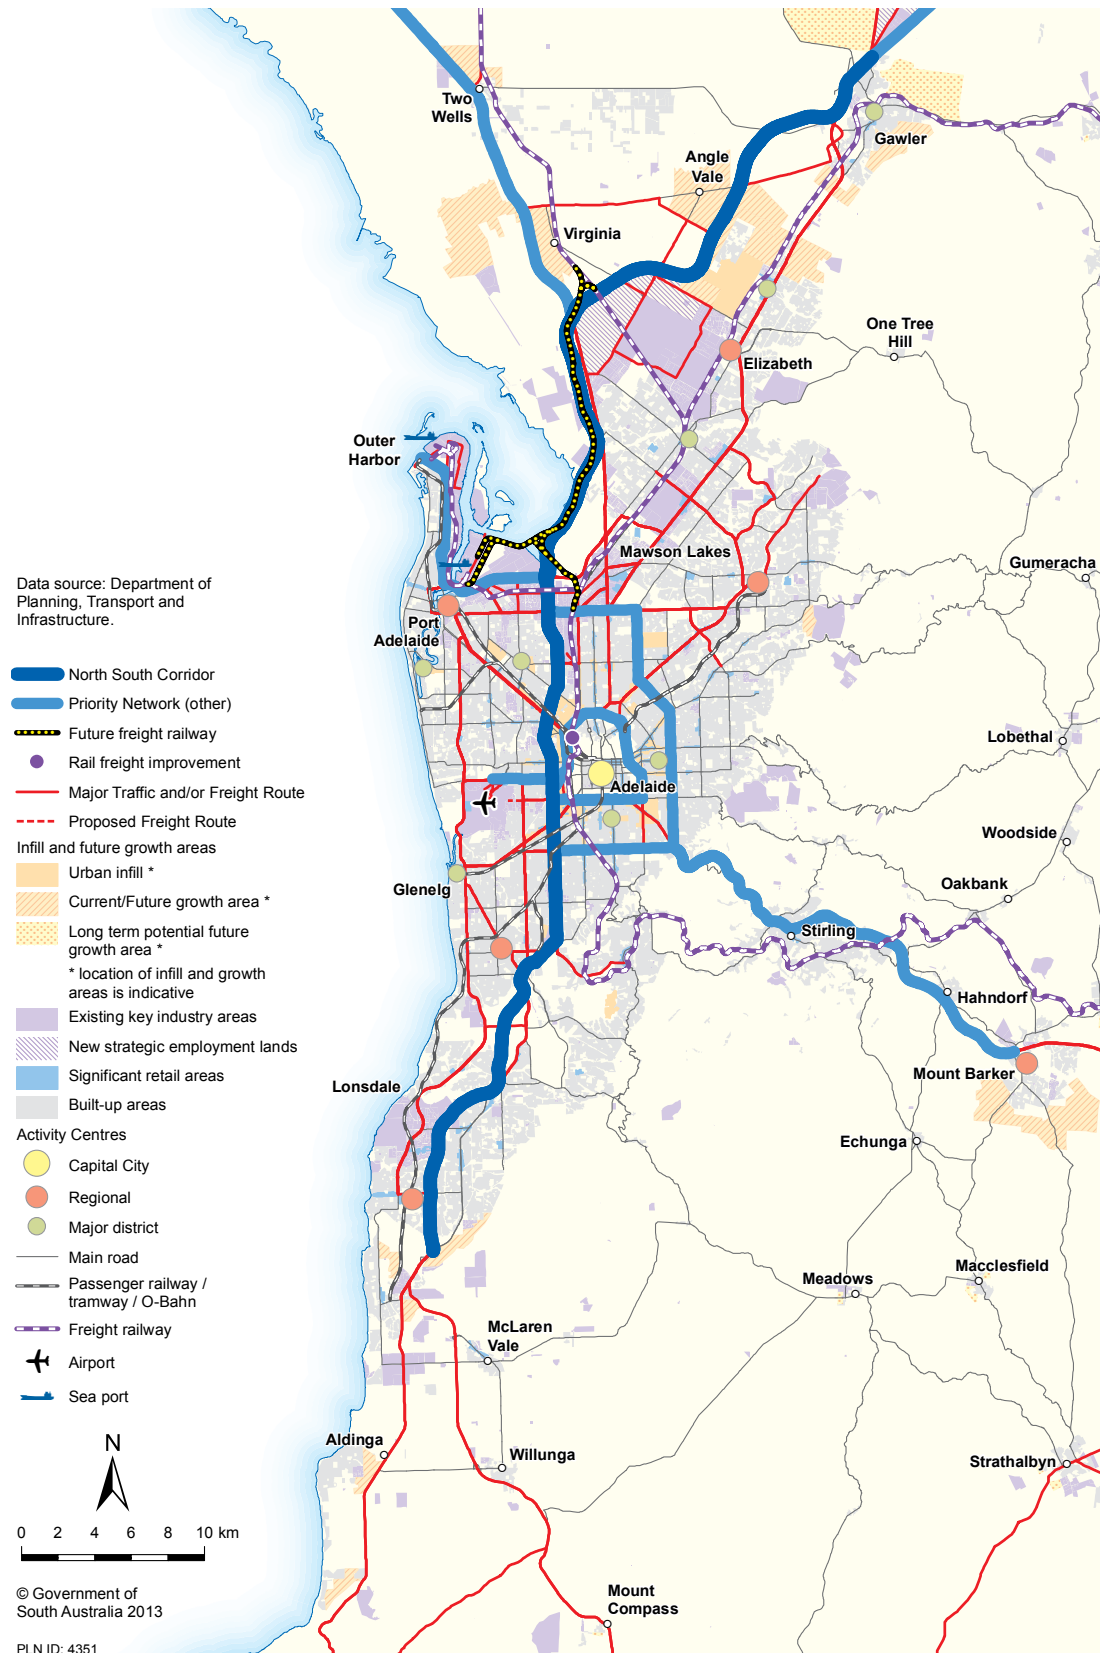 Two
Wells
Gawler
Angle
Vale
Virginia
One Tree
Hill
Elizabeth
Outer
Harbor
Mawson Lakes
Gumeracha
Data source: Department of
Planning, Transport and
Infrastructure.
Port
Adelaide
North South Corridor
Priority Network (other)
Future freight railway
Rail freight improvement
Major Traffic and/or Freight Route
Proposed Freight Route
Infill and future growth areas
Urban infill *
Current/Future growth area *
Long term potential future
growth area *
* location of infill and growth
areas is indicative
Existing key industry areas
New strategic employment lands
Significant retail areas
Built-up areas
Activity Centres
Capital City
Regional
Major district
Main road
Passenger railway /
tramway / O-Bahn
Freight railway
Airport
Sea port
Lobethal
Adelaide
Woodside
Glenelg
Oakbank
Stirling
Hahndorf
Lonsdale
Mount Barker
Echunga
Meadows
Macclesfield
McLaren
Vale
Aldinga
Willunga
Strathalbyn
Mount
Compass
N
0 2 4 6 8 10 km
© Government of
South Australia 2013
PLN ID: 4351